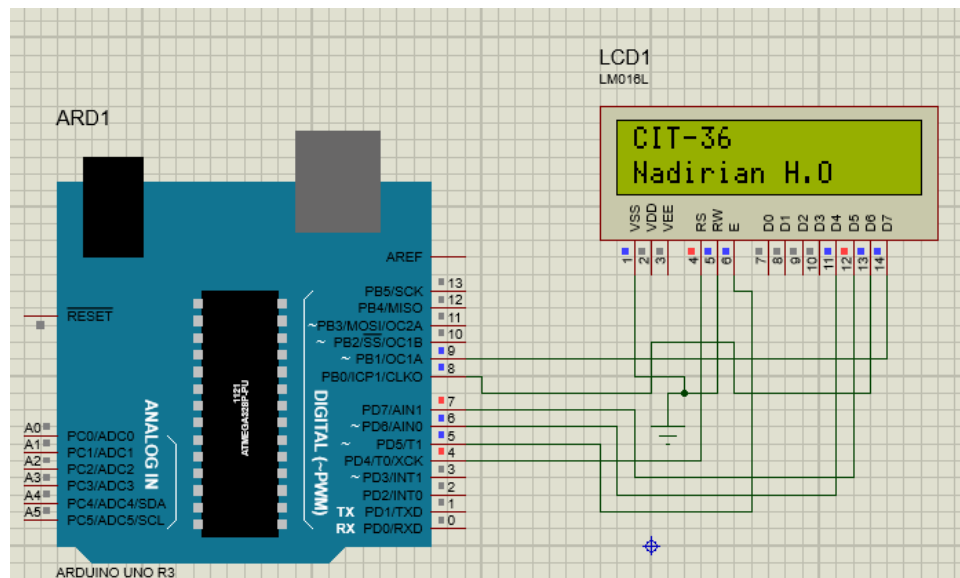 LCD1
LM016L
CIT-36
Nadirian H.O
VSS
VDD
VEE
RS
RW
E
D0
D1
D2
D3
D4
D5
D6
D7
1
2
3
4
5
6
7
8
9
10
11
12
13
14
ARD1
AREF
13
PB5/SCK
12
PB4/MISO
11
~PB3/MOSI/OC2A
10
~ PB2/SS/OC1B
9
~ PB1/OC1A
8
PB0/ICP1/CLKO
7
PD7/AIN1
6
~PD6/AIN0
5
~ PD5/T1
4
PD4/T0/XCK
3
~PD3/INT1
2
PD2/INT0
1
TX PD1/TXD
0
RX PD0/RXD
RESET
1121
ATMEGA328P-PU
DIGITAL (~PWM)
ANALOG IN
A0
PC0/ADC0
A1
PC1/ADC1
A2
PC2/ADC2
A3
PC3/ADC3
A4
PC4/ADC4/SDA
A5
PC5/ADC5/SCL
ARDUINO UNO R3